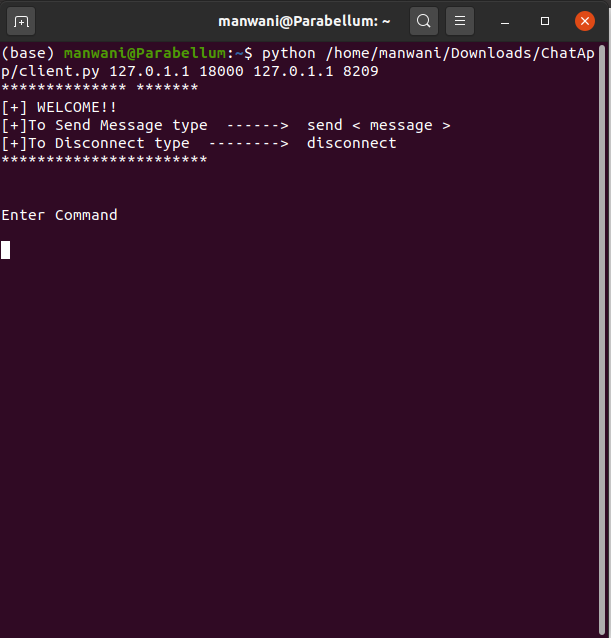 manwani@Parabellum: ~
(base) manwani@Parabellum:~$ python /home/manwani/Downloads/ChatAp
p/client.py 127.0.1.1 18000 127.0.1.1 8209
************** *******
[+] WELCOME!!
[+]To Send Message type  ------>  send < message >
[+]To Disconnect type  -------->  disconnect
***********************
Enter Command